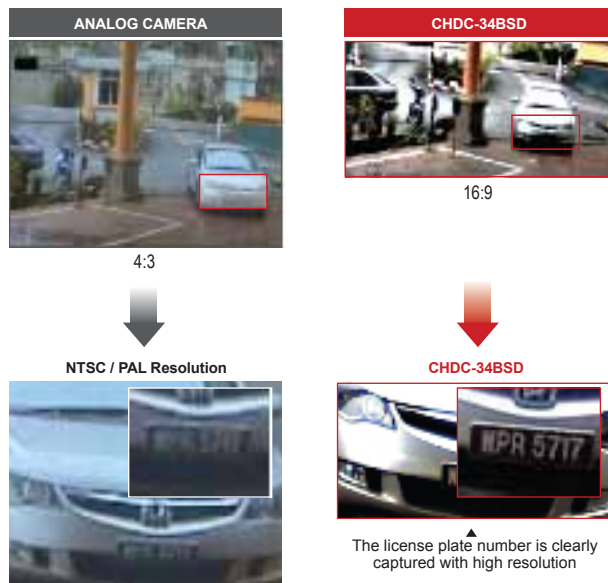 ANALOG CAMERA
CHDC-34BSD
4:3
16:9
NTSC / PAL Resolution
CHDC-34BSD
5717
The license plate number is clearly
captured with high resolution